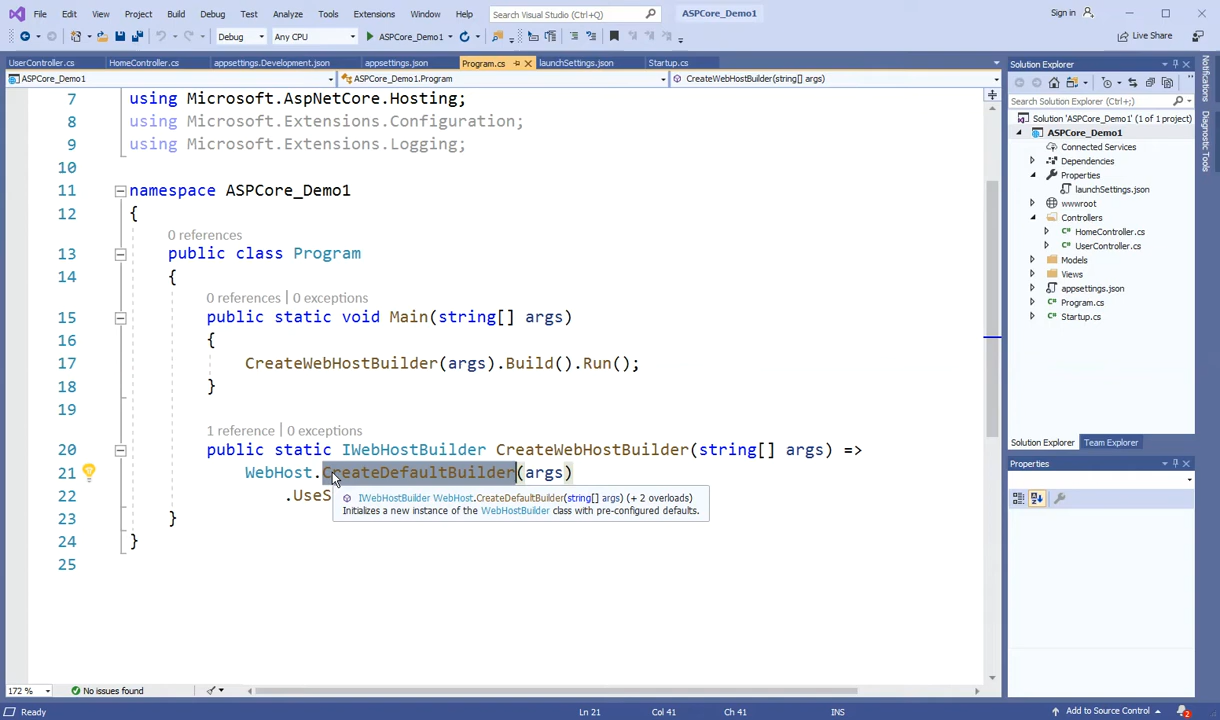 File Edit View Project Build Debug Test Analyze Tools Extensions Window Help Search Visual Studio (Ctrl+Q) ASPCore_Demo1 Sign in
Debug Any CPU ASPCore_Demo1 Live Share
UserController.cs HomeController.cs appsettings.Development.json appsettings.json Program.cs launchSettings.json Startup.cs
ASPCore_Demo1 ASPCore_Demo1.Program CreateWebHostBuilder(string[] args)
7 using Microsoft.AspNetCore.Hosting;
8 using Microsoft.Extensions.Configuration;
9 using Microsoft.Extensions.Logging;
10
11 namespace ASPCore_Demo1
12 {
0 references
13 public class Program
14 {
0 references | 0 exceptions
15 public static void Main(string[] args)
16 {
17 CreateWebHostBuilder(args).Build().Run();
18 }
19
1 reference | 0 exceptions
20 public static IWebHostBuilder CreateWebHostBuilder(string[] args) =>
21 WebHost.CreateDefaultBuilder(args)
22 .UseS
IWebHostBuilder WebHost.CreateDefaultBuilder(string[] args) (+ 2 overloads)
Initializes a new instance of the WebHostBuilder class with pre-configured defaults.
23 }
24 }
25
172 % No issues found
Ready Ln 21 Col 41 Ch 41 INS Add to Source Control 2
Solution Explorer
Search Solution Explorer (Ctrl+;)
Solution 'ASPCore_Demo1' (1 of 1 project)
ASPCore_Demo1
Connected Services
Dependencies
Properties
launchSettings.json
wwwroot
Controllers
HomeController.cs
UserController.cs
Models
Views
appsettings.json
Program.cs
Startup.cs
Solution Explorer Team Explorer
Properties
Notifications
Diagnostic Tools